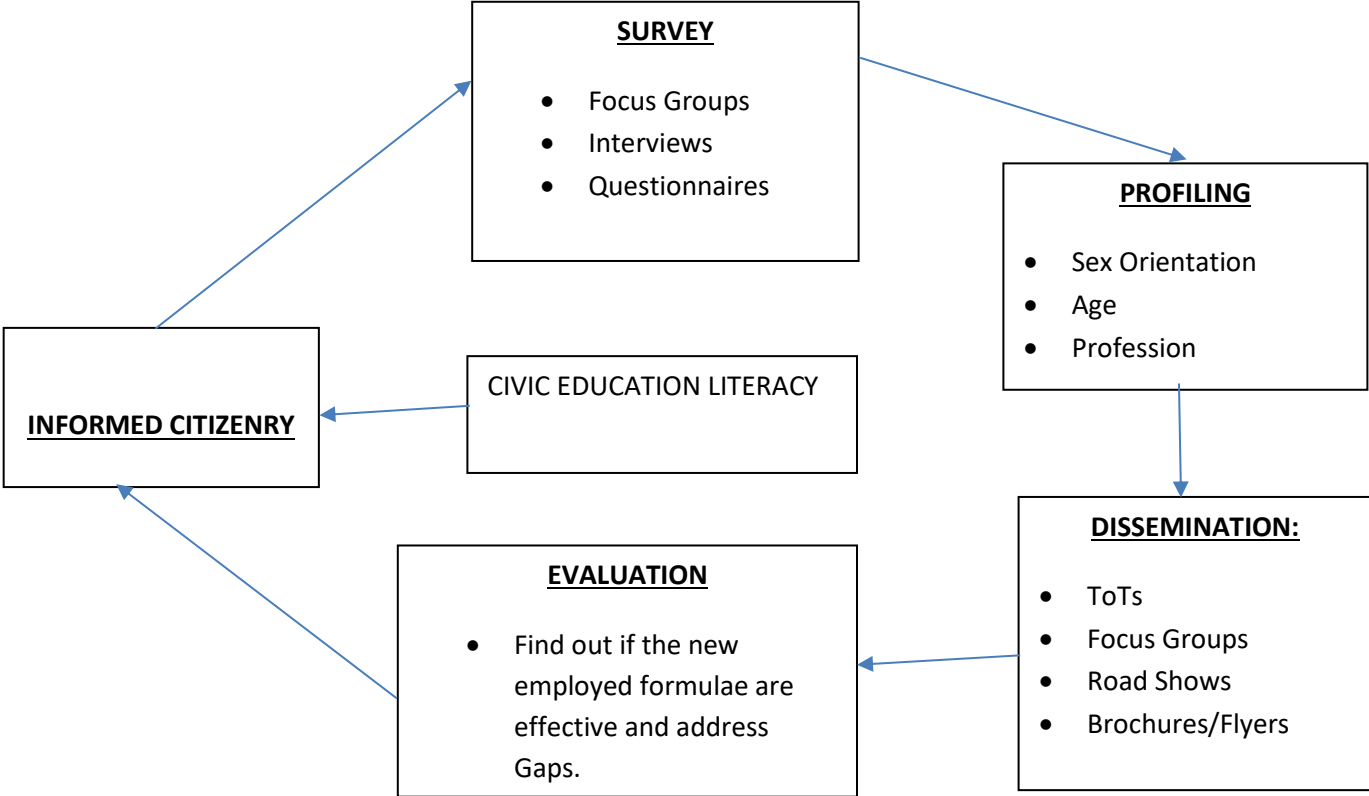 SURVEY
• Focus Groups
• Interviews
• Questionnaires
PROFILING
• Sex Orientation
• Age
• Profession
INFORMED CITIZENRY
CIVIC EDUCATION LITERACY
DISSEMINATION:
• ToTs
• Focus Groups
• Road Shows
• Brochures/Flyers
EVALUATION
• Find out if the new
employed formulae are
effective and address
Gaps.